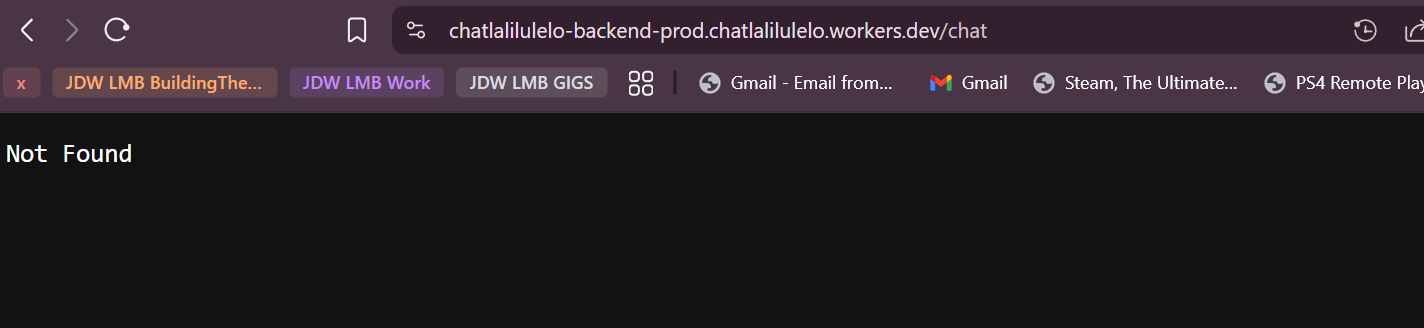 chatlalilulelo-backend-prod.chatlalilulelo.workers.dev/chat
x JDW LMB BuildingThe... JDW LMB Work JDW LMB GIGS Gmail - Email from... Gmail Steam, The Ultimate... PS4 Remote Play
Not Found